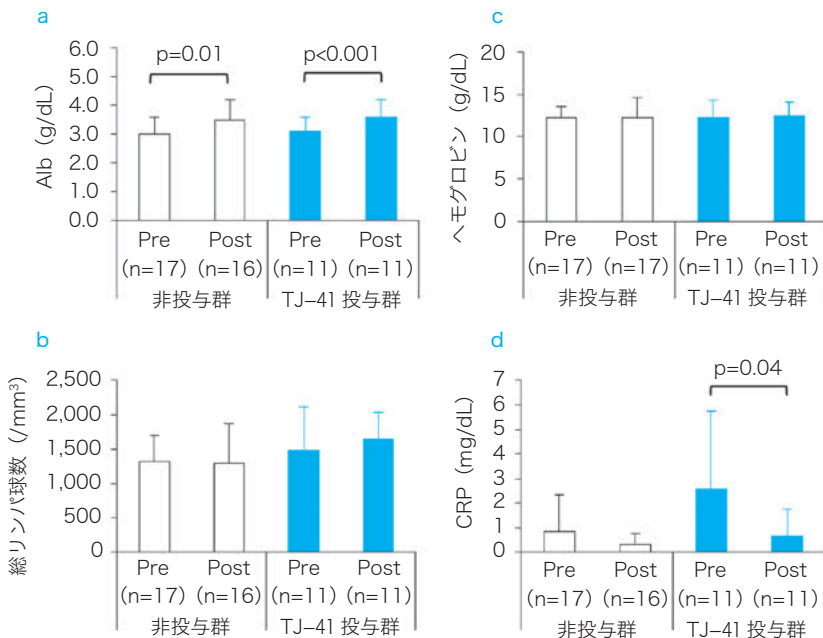 a
p=0.01
p<0.001
Alb（g/dL）
6.0
5.0
4.0
3.0
2.0
1.0
0.0
Pre Post Pre Post
(n=17) (n=16) (n=11) (n=11)
非投与群 TJ–41 投与群
c
ヘモグロビン（g/dL）
20
15
10
5
0
Pre Post Pre Post
(n=17) (n=17) (n=11) (n=11)
非投与群 TJ–41 投与群
b
総リンパ球数（/mm³）
2,500
2,000
1,500
1,000
500
0
Pre Post Pre Post
(n=17) (n=16) (n=11) (n=11)
非投与群 TJ–41 投与群
d
p=0.04
CRP（mg/dL）
7
6
5
4
3
2
1
0
Pre Post Pre Post
(n=17) (n=16) (n=11) (n=11)
非投与群 TJ–41 投与群